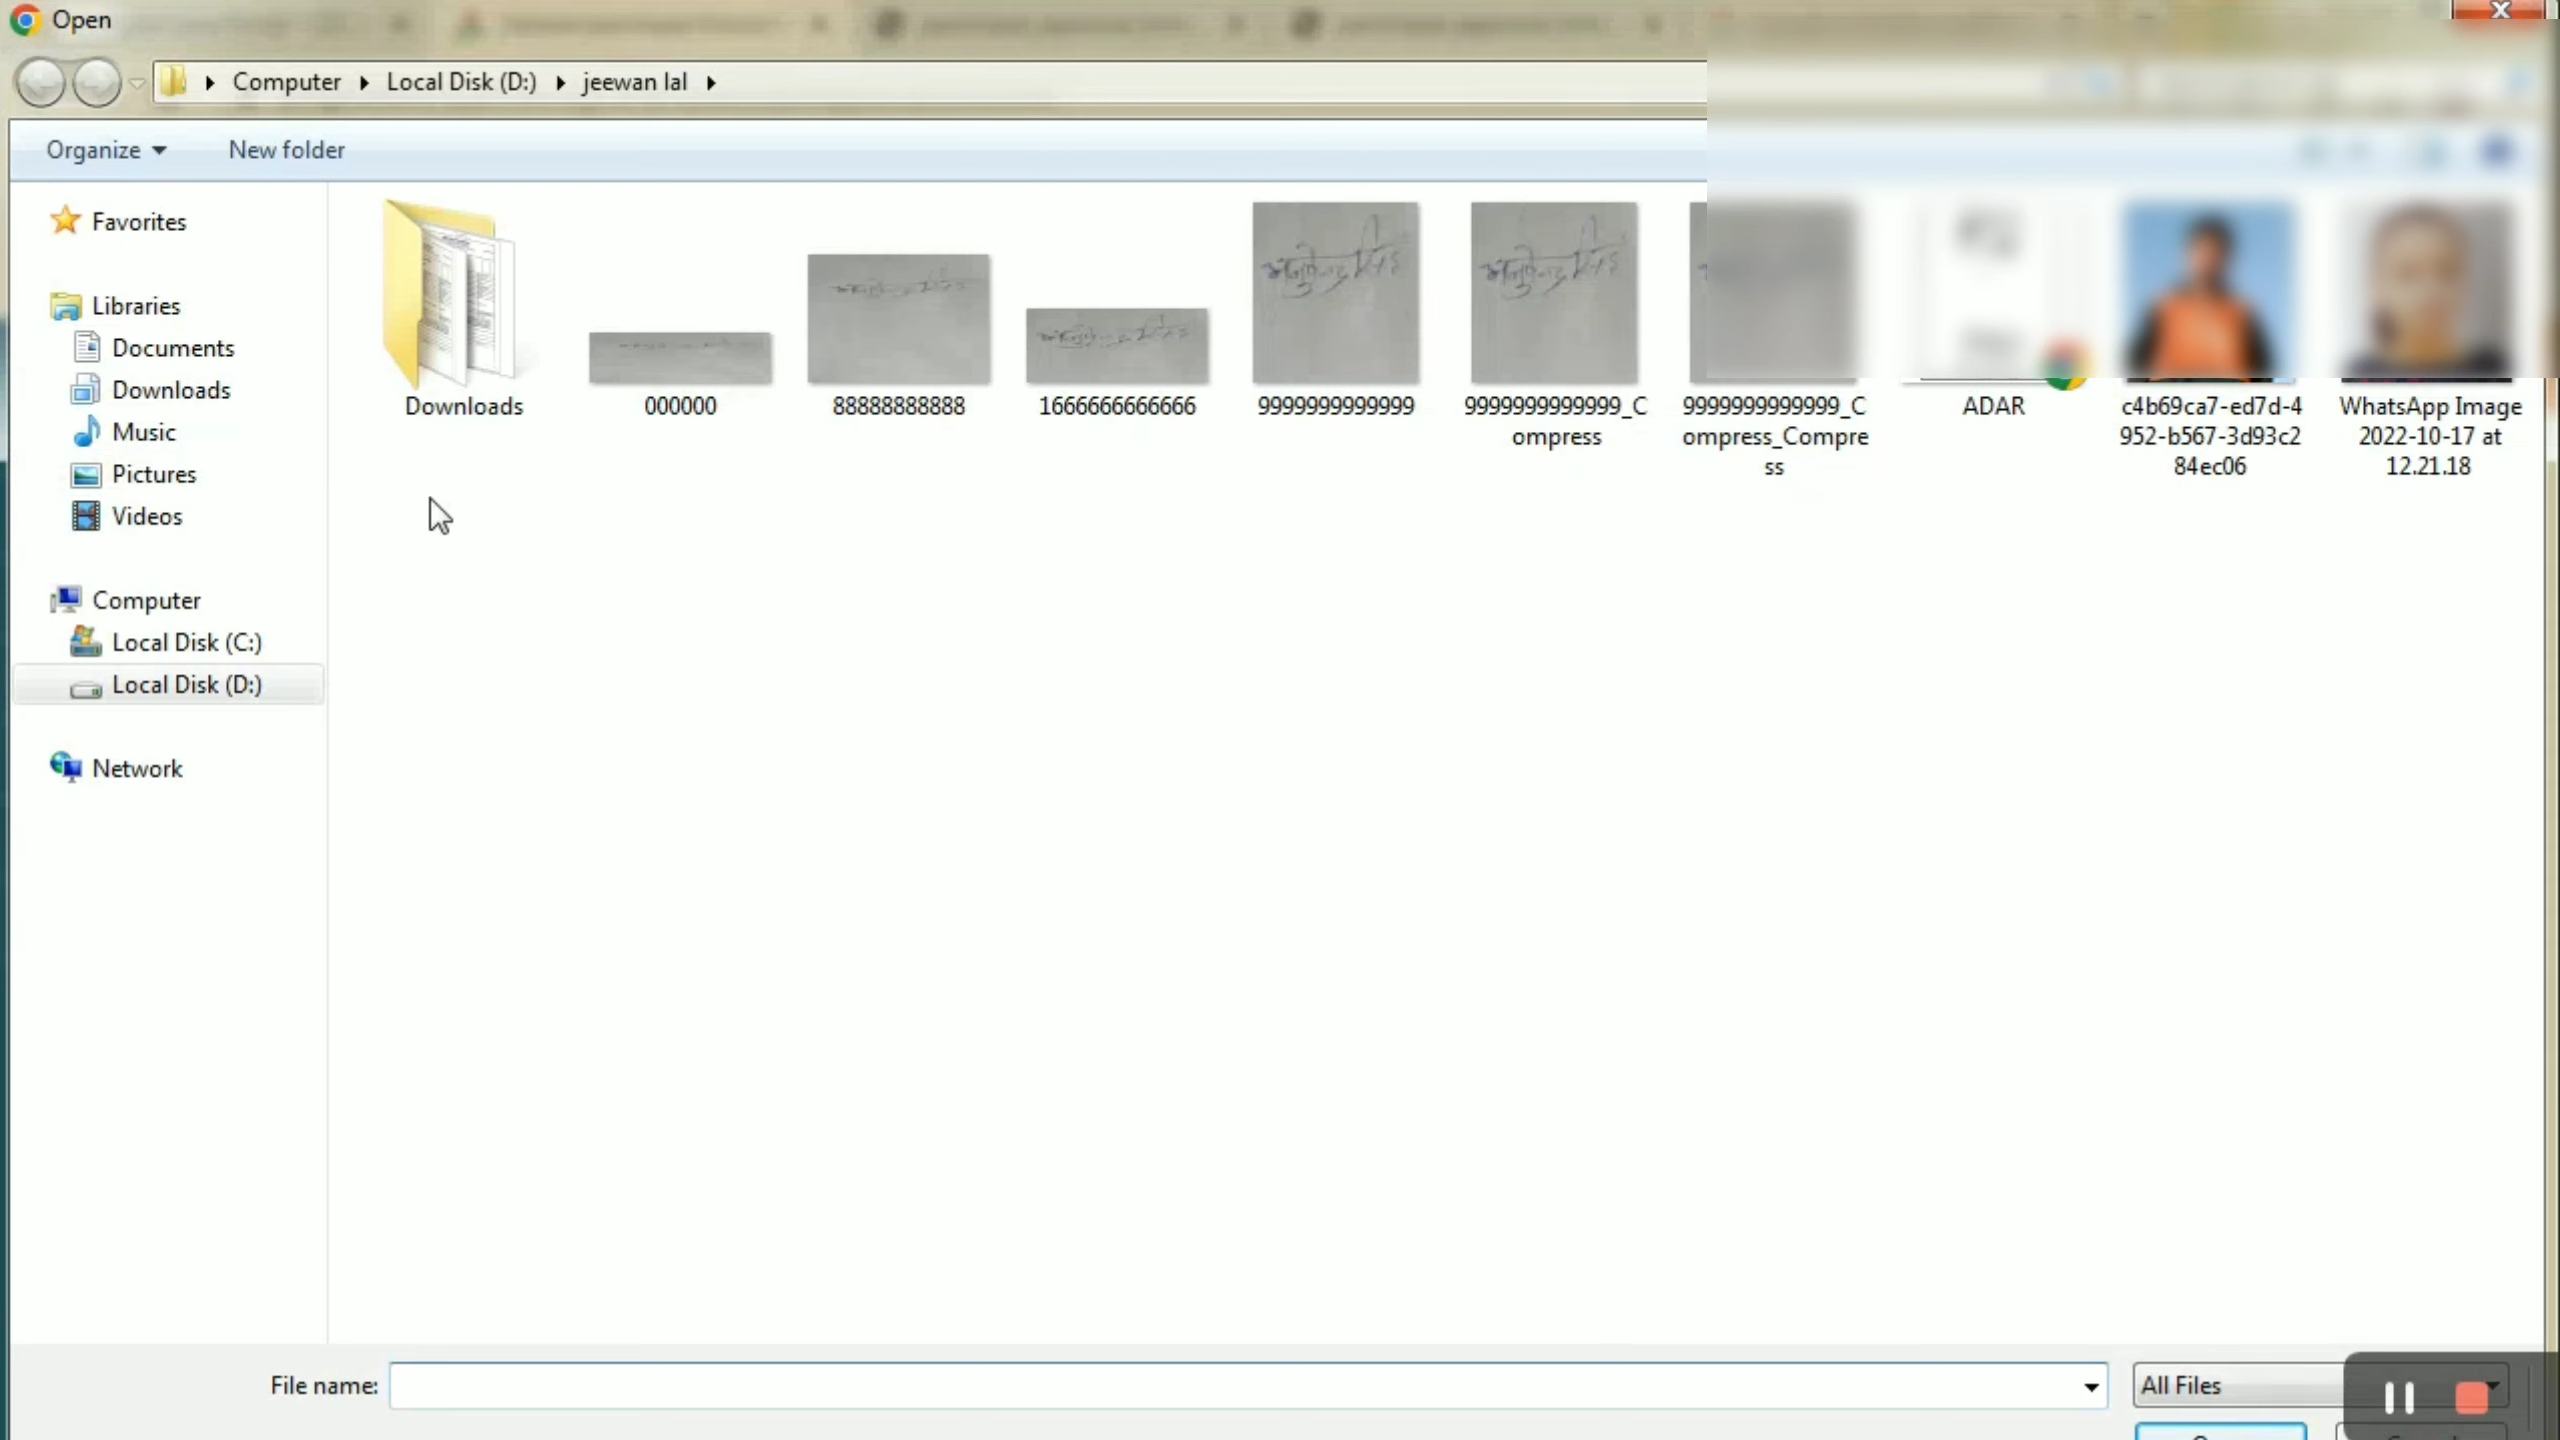 Open
Computer
Local Disk (D:)
jeewan lal
Organize
New folder
Favorites
Libraries
Documents
Downloads
Music
Pictures
Videos
Computer
Local Disk (C:)
Local Disk (D:)
Network
Downloads
000000
88888888888
1666666666666
9999999999999
9999999999999_C
ompress
9999999999999_C
ompress_Compre
ss
ADAR
c4b69ca7-ed7d-4
952-b567-3d93c2
84ec06
WhatsApp Image
2022-10-17 at
12.21.18
File name:
All Files